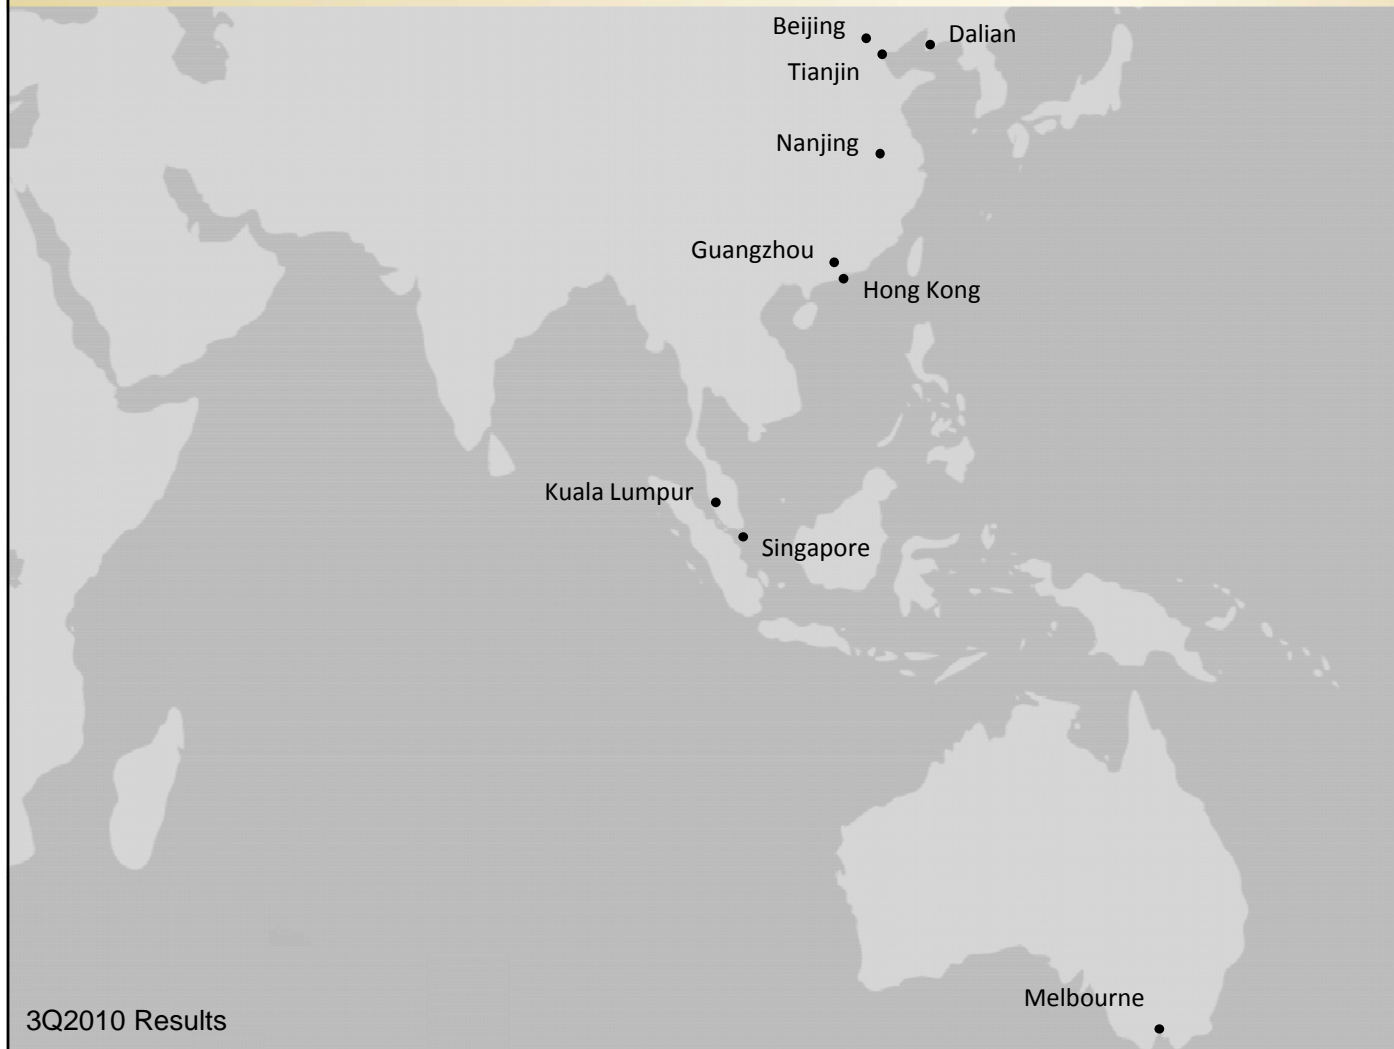 Beijing
Dalian
Tianjin
Nanjing
Guangzhou
Hong Kong
Kuala Lumpur
Singapore
Melbourne
3Q2010 Results